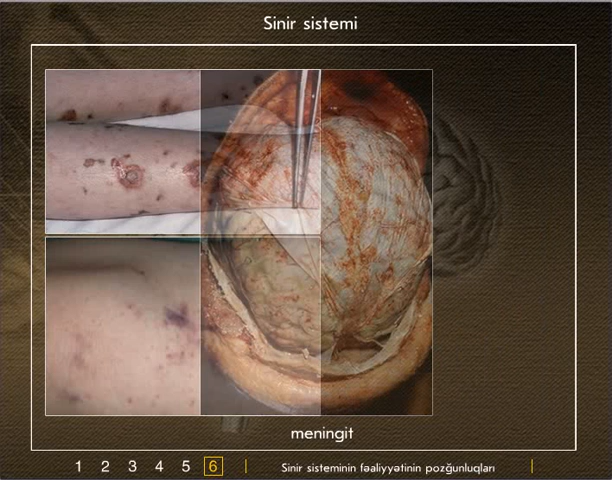 Sinir sistemi
meningit
1 2 3 4 5 6 Sinir sisteminin fəaliyyətinin pozğunluqları